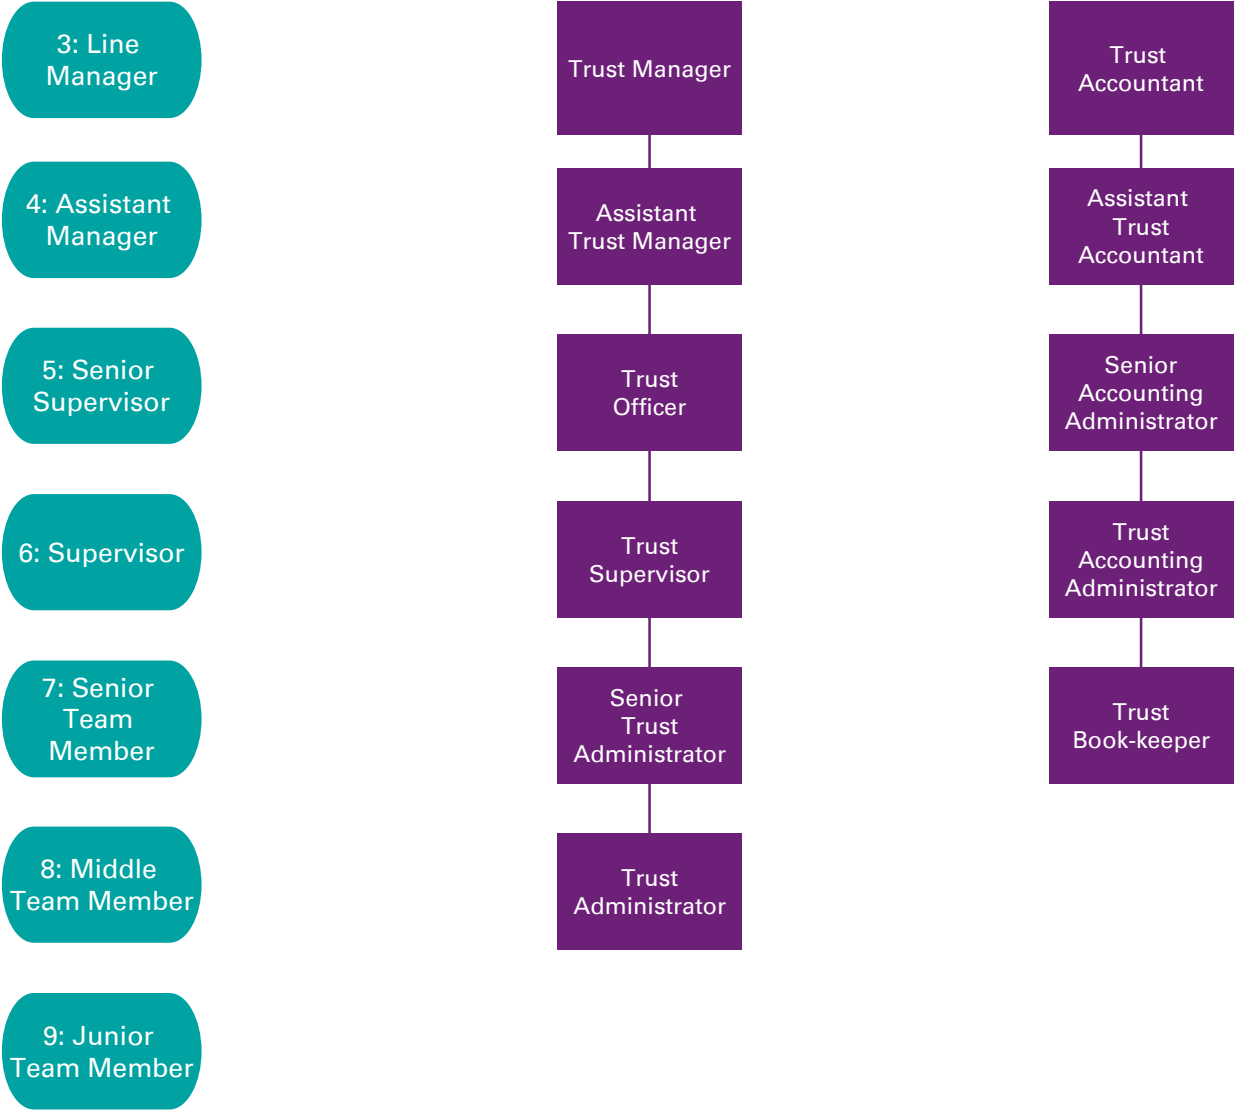 3: Line
Manager
Trust Manager
Trust
Accountant
4: Assistant
Manager
Assistant
Trust Manager
Assistant
Trust
Accountant
5: Senior
Supervisor
Trust
Officer
Senior
Accounting
Administrator
6: Supervisor
Trust
Supervisor
Trust
Accounting
Administrator
7: Senior
Team
Member
Senior
Trust
Administrator
Trust
Book-keeper
8: Middle
Team Member
Trust
Administrator
9: Junior
Team Member